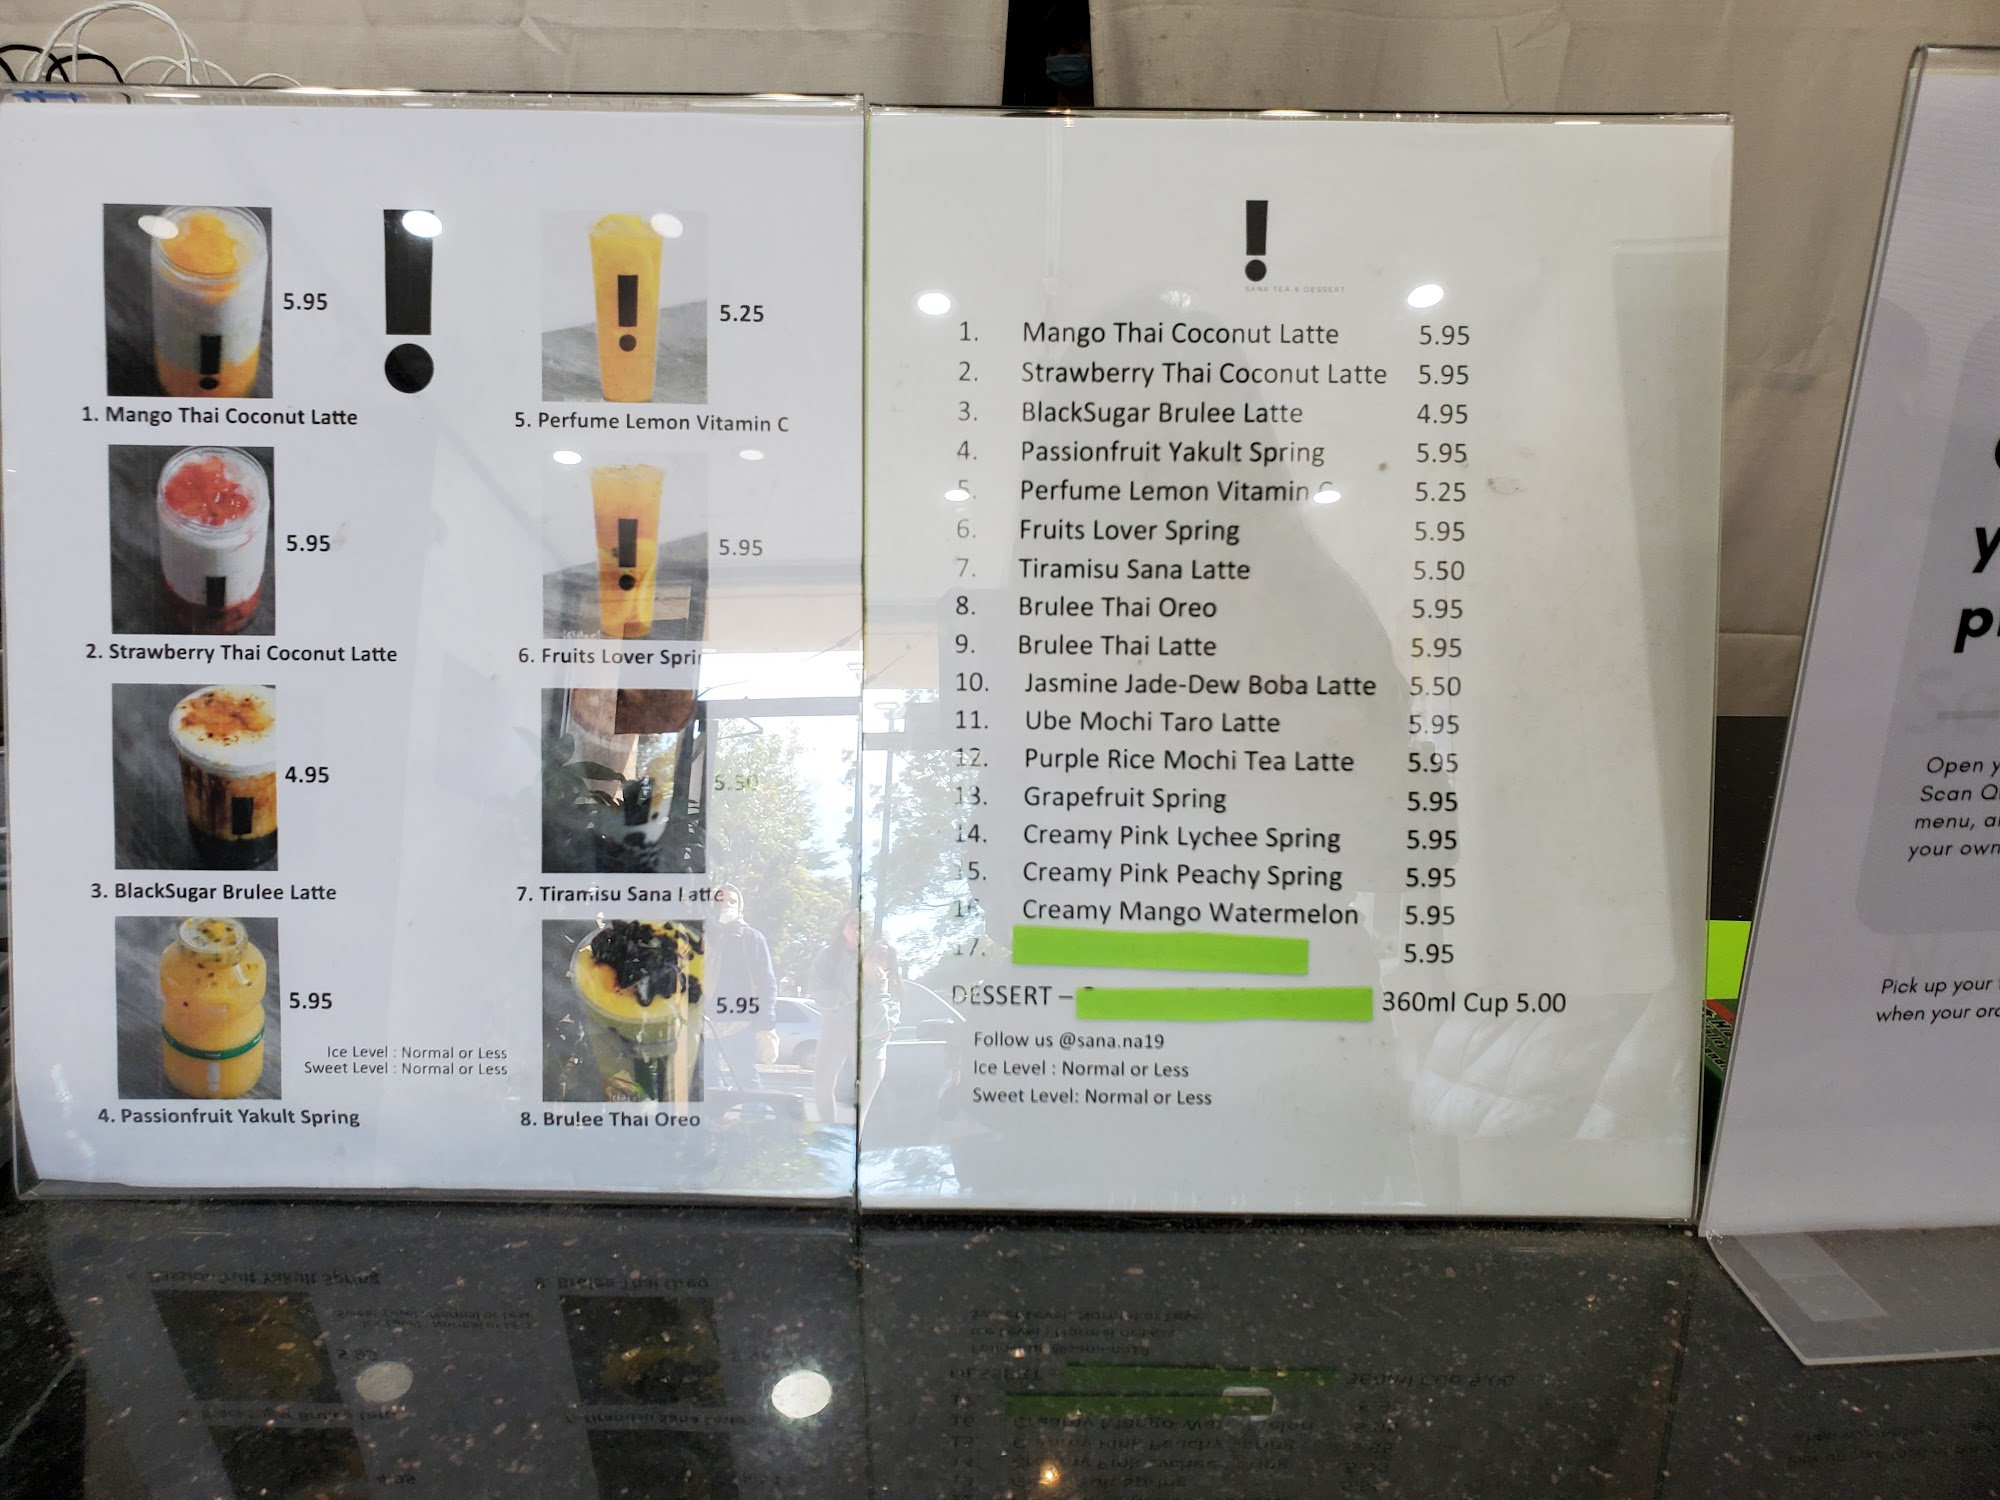 5.95
1. Mango Thai Coconut Latte
5.95
2. Strawberry Thai Coconut Latte
4.95
3. BlackSugar Brulee Latte
5.95
Ice Level : Normal or Less
Sweet Level : Normal or Less
4. Passionfruit Yakult Spring
5.25
5. Perfume Lemon Vitamin C
5.95
6. Fruits Lover Spri
5.50
7. Tiramisu Sana Latte
5.95
8. Brulee Thai Oreo
!
SANA TEA & DESSERT
1. Mango Thai Coconut Latte 5.95
2. Strawberry Thai Coconut Latte 5.95
3. BlackSugar Brulee Latte 4.95
4. Passionfruit Yakult Spring 5.95
5. Perfume Lemon Vitamin C 5.25
6. Fruits Lover Spring 5.95
7. Tiramisu Sana Latte 5.50
8. Brulee Thai Oreo 5.95
9. Brulee Thai Latte 5.95
10. Jasmine Jade-Dew Boba Latte 5.50
11. Ube Mochi Taro Latte 5.95
12. Purple Rice Mochi Tea Latte 5.95
13. Grapefruit Spring 5.95
14. Creamy Pink Lychee Spring 5.95
15. Creamy Pink Peachy Spring 5.95
16. Creamy Mango Watermelon 5.95
17. 5.95
DESSERT – 360ml Cup 5.00
Follow us @sana.na19
Ice Level : Normal or Less
Sweet Level: Normal or Less
Open
Scan
menu,
your own
Pick up your
when your